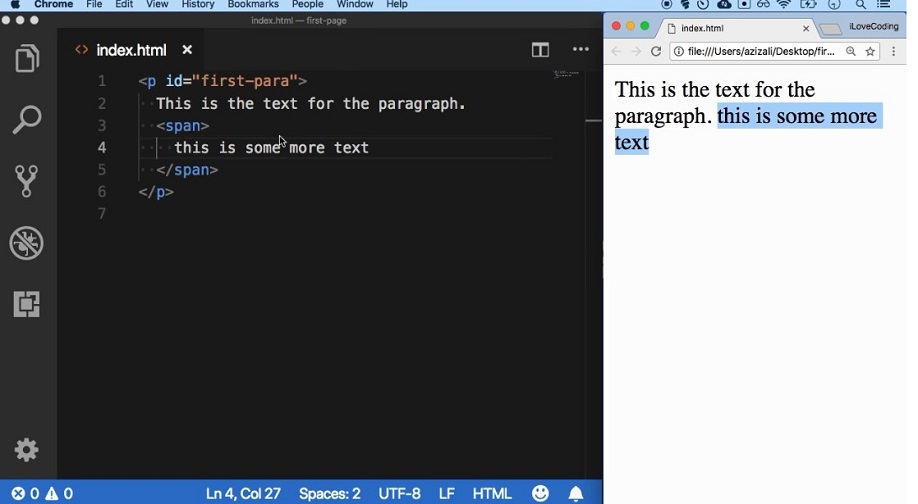 Chrome File Edit View History Bookmarks People Window Help
index.html — first-page
index.html
1 <p id="first-para">
2 This is the text for the paragraph.
3 <span>
4 this is some more text
5 </span>
6 </p>
7
0 0 Ln 4, Col 27 Spaces: 2 UTF-8 LF HTML
index.html
iLoveCoding
file:///Users/azizali/Desktop/fir...
This is the text for the
paragraph. this is some more
text